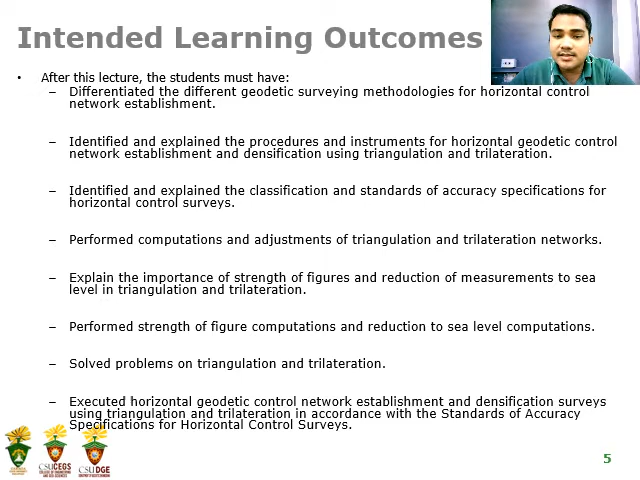 Intended Learning Outcomes
• After this lecture, the students must have:
– Differentiated the different geodetic surveying methodologies for horizontal control
network establishment.
– Identified and explained the procedures and instruments for horizontal geodetic control
network establishment and densification using triangulation and trilateration.
– Identified and explained the classification and standards of accuracy specifications for
horizontal control surveys.
– Performed computations and adjustments of triangulation and trilateration networks.
– Explain the importance of strength of figures and reduction of measurements to sea
level in triangulation and trilateration.
– Performed strength of figure computations and reduction to sea level computations.
– Solved problems on triangulation and trilateration.
– Executed horizontal geodetic control network establishment and densification surveys
using triangulation and trilateration in accordance with the Standards of Accuracy
Specifications for Horizontal Control Surveys.
CSUCEGS
CSUDGE
5